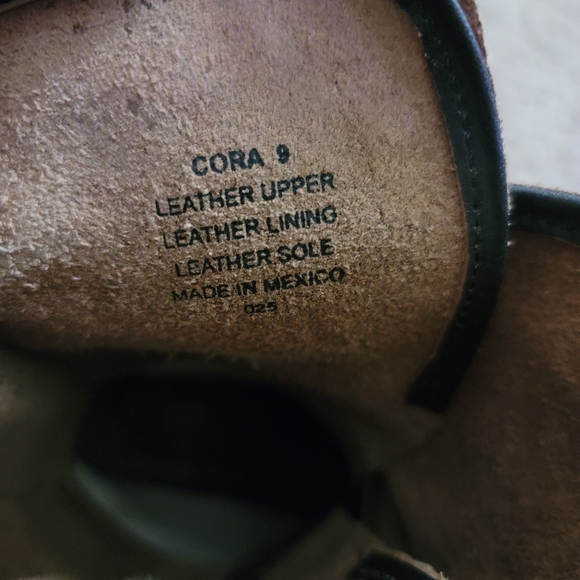 CORA 9
LEATHER UPPER
LEATHER LINING
LEATHER SOLE
MADE IN MEXICO
025